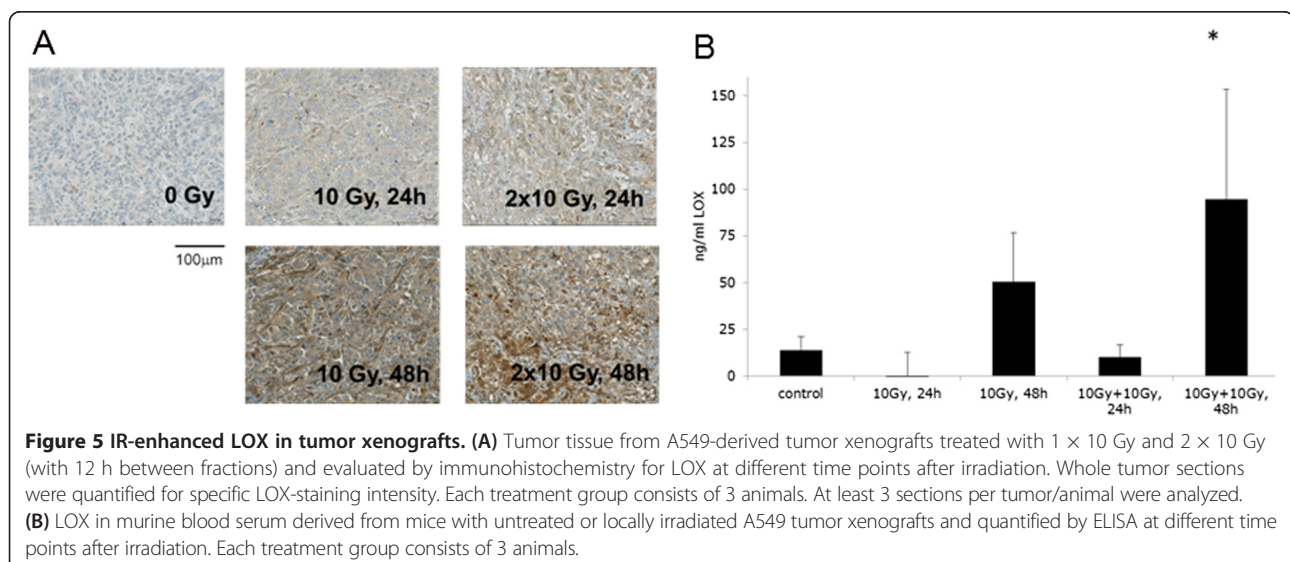 A
0 Gy
10 Gy, 24h
2x10 Gy, 24h
100μm
10 Gy, 48h
2x10 Gy, 48h
B
*
ng/ml LOX
150
125
100
75
50
25
0
control
10Gy, 24h
10Gy, 48h
10Gy+10Gy,
24h
10Gy+10Gy,
48h
Figure 5 IR-enhanced LOX in tumor xenografts. (A) Tumor tissue from A549-derived tumor xenografts treated with 1 × 10 Gy and 2 × 10 Gy
(with 12 h between fractions) and evaluated by immunohistochemistry for LOX at different time points after irradiation. Whole tumor sections
were quantified for specific LOX-staining intensity. Each treatment group consists of 3 animals. At least 3 sections per tumor/animal were analyzed.
(B) LOX in murine blood serum derived from mice with untreated or locally irradiated A549 tumor xenografts and quantified by ELISA at different time
points after irradiation. Each treatment group consists of 3 animals.